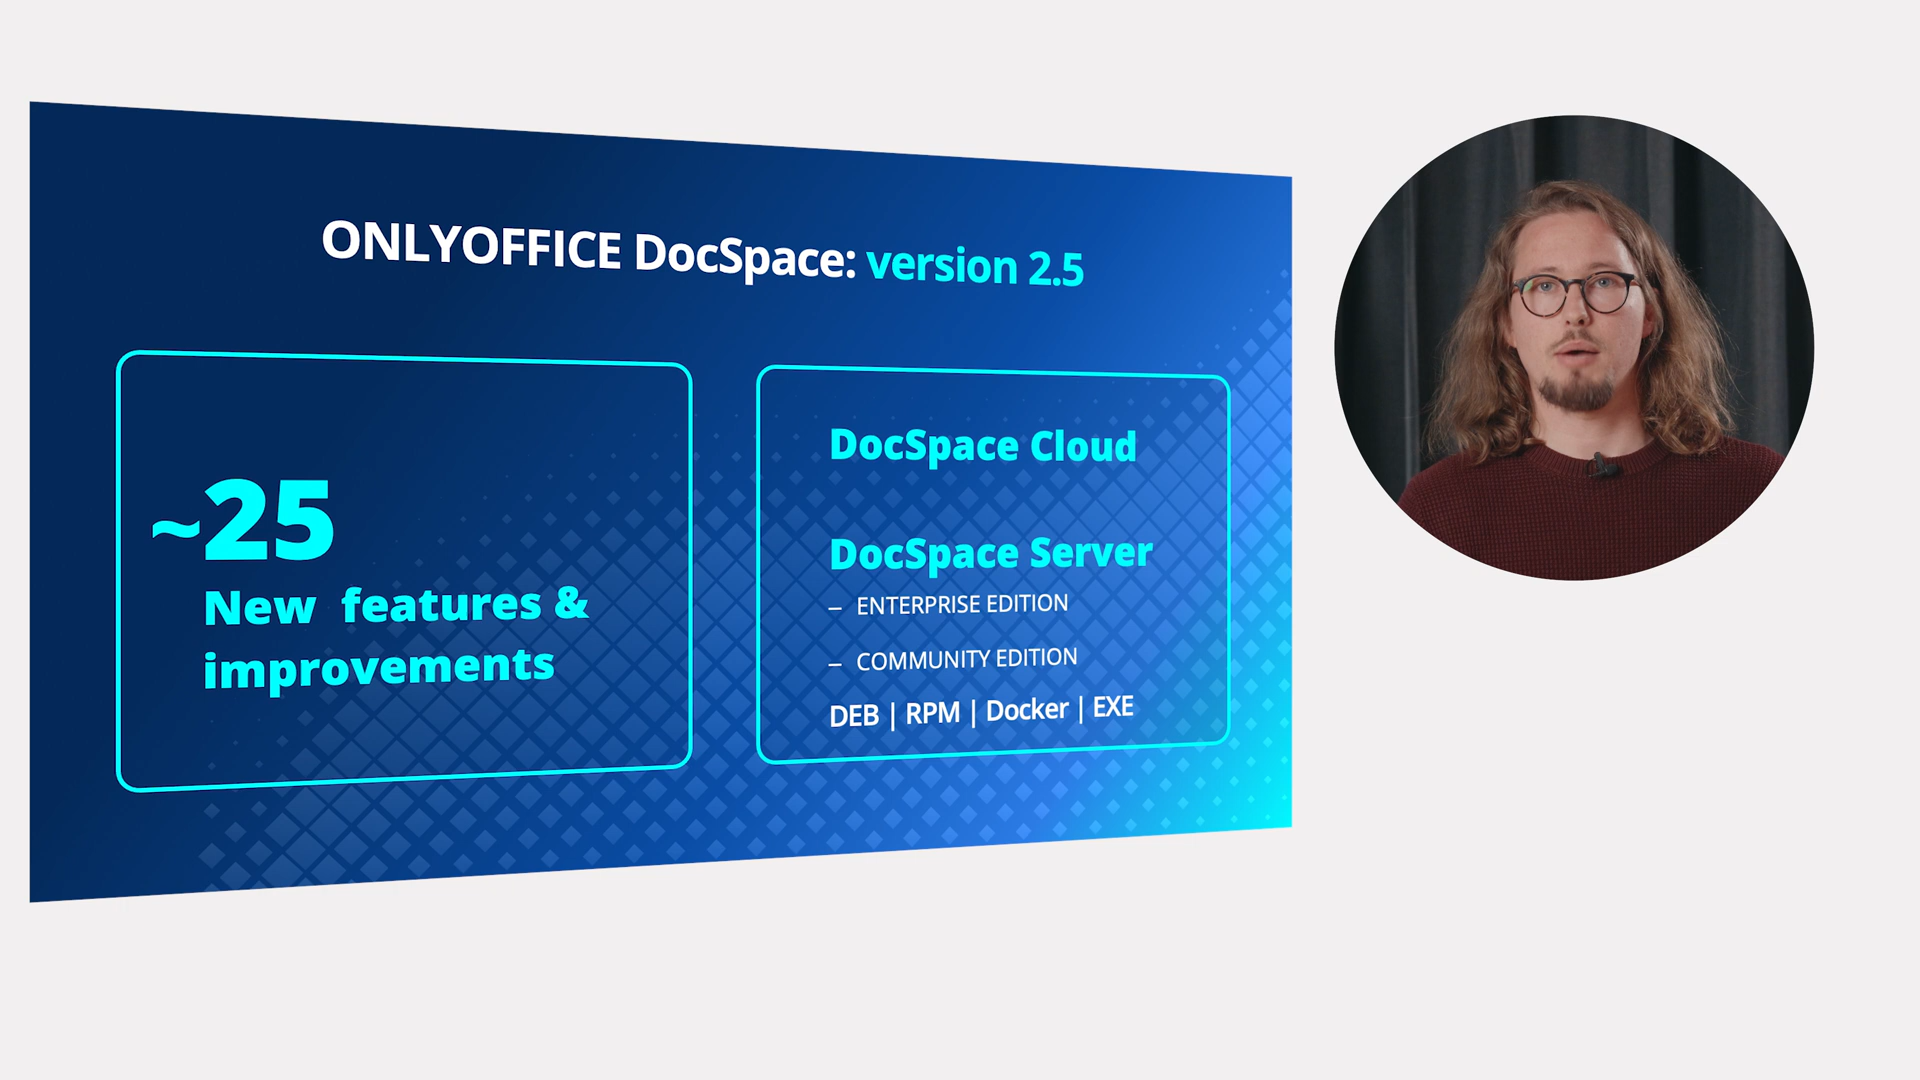 ONLYOFFICE DocSpace: version 2.5
~25
New features &
improvements
DocSpace Cloud
DocSpace Server
– ENTERPRISE EDITION
– COMMUNITY EDITION
DEB | RPM | Docker | EXE